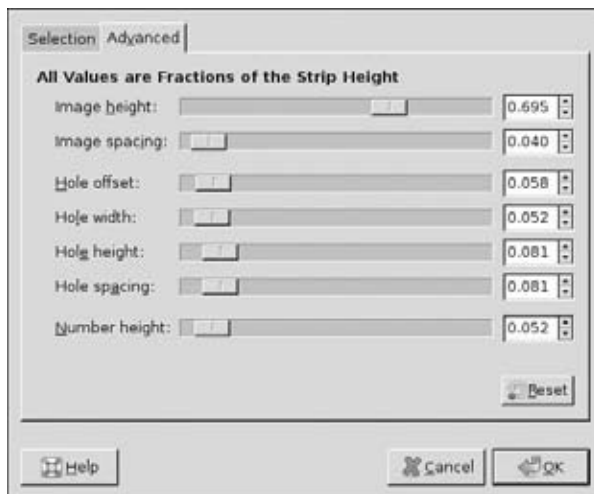 Selection Advanced
All Values are Fractions of the Strip Height
Image height: 0.695
Image spacing: 0.040
Hole offset: 0.058
Hole width: 0.052
Hole height: 0.081
Hole spacing: 0.081
Number height: 0.052
Reset
Help Cancel OK